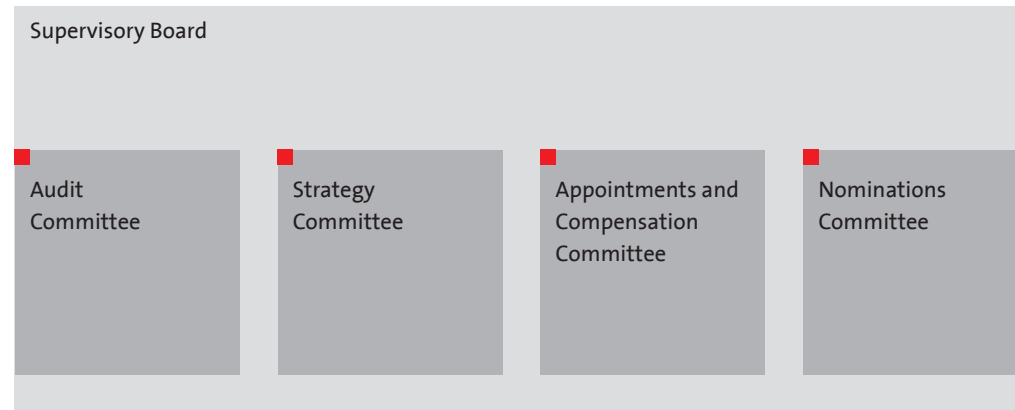 Supervisory Board
Audit
Committee
Strategy
Committee
Appointments and
Compensation
Committee
Nominations
Committee